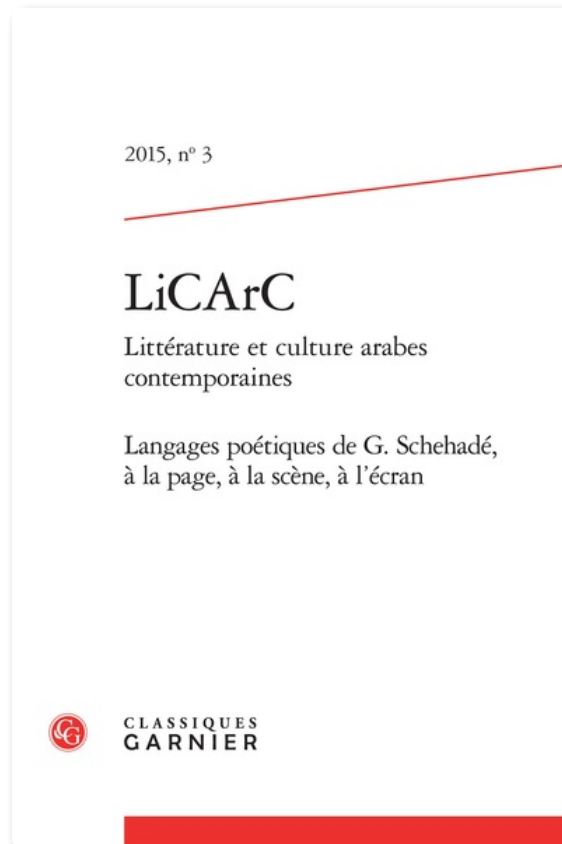 2015, nº 3
LiCArC
Littérature et culture arabes
contemporaines
Langages poétiques de G. Schehadé,
à la page, à la scène, à l’écran
CG
CLASSIQUES
GARNIER